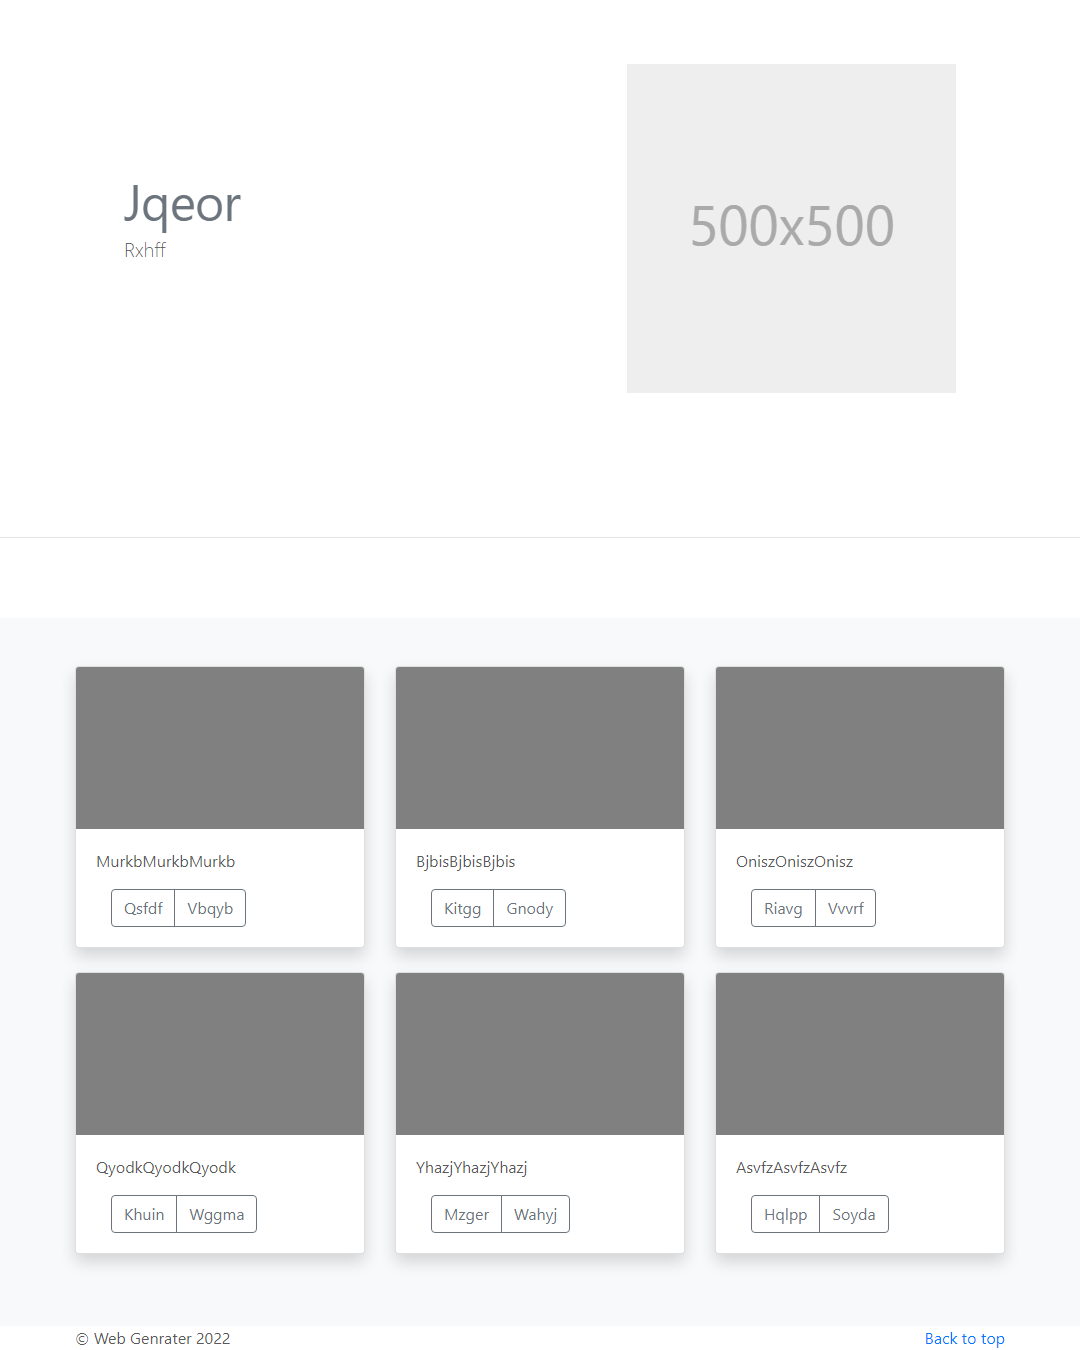 Jqeor
Rxhff
500x500
MurkbMurkbMurkb
Qsfdf Vbqyb
BjbisBjbisBjbis
Kitgg Gnody
OniszOniszOnisz
Riavg Vvvrf
QyodkQyodkQyodk
Khuin Wggma
YhazjYhazjYhazj
Mzger Wahyj
AsvfzAsvfzAsvfz
Hqlpp Soyda
© Web Genrater 2022
Back to top